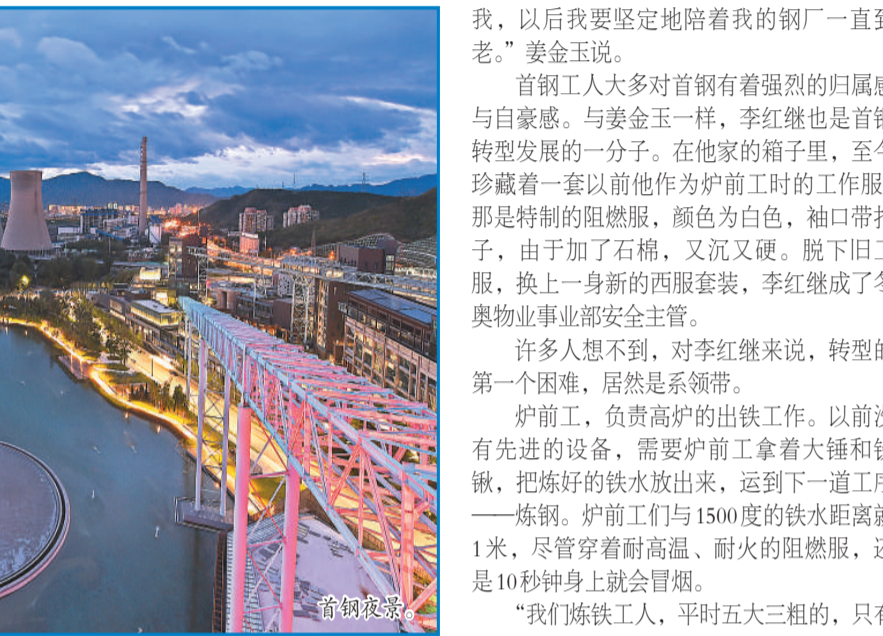 我，以后我要坚定地陪着我的钢厂一直到
老。”姜金玉说。
首钢工人大多对首钢有着强烈的归属感
与自豪感。与姜金玉一样，李红继也是首钢
转型发展的一分子。在他家的箱子里，至今
珍藏着一套以前他作为炉前工时的工作服
那是特制的阻燃服，颜色为白色，袖口带扣
子，由于加了石棉，又沉又硬。脱下旧工
服，换上一身新的西服套装，李红继成了冬
奥物业事业部安全主管。
许多人想不到，对李红继来说，转型的
第一个困难，居然是系领带。
炉前工，负责高炉的出铁工作。以前没
有先进的设备，需要炉前工拿着大锤和铁
锹，把炼好的铁水放出来，运到下一道工序
——炼钢。炉前工们与1500度的铁水距离就
1米，尽管穿着耐高温、耐火的阻燃服，还
是10秒钟身上就会冒烟。
“我们炼铁工人，平时五大三粗的，只有
首钢夜景。